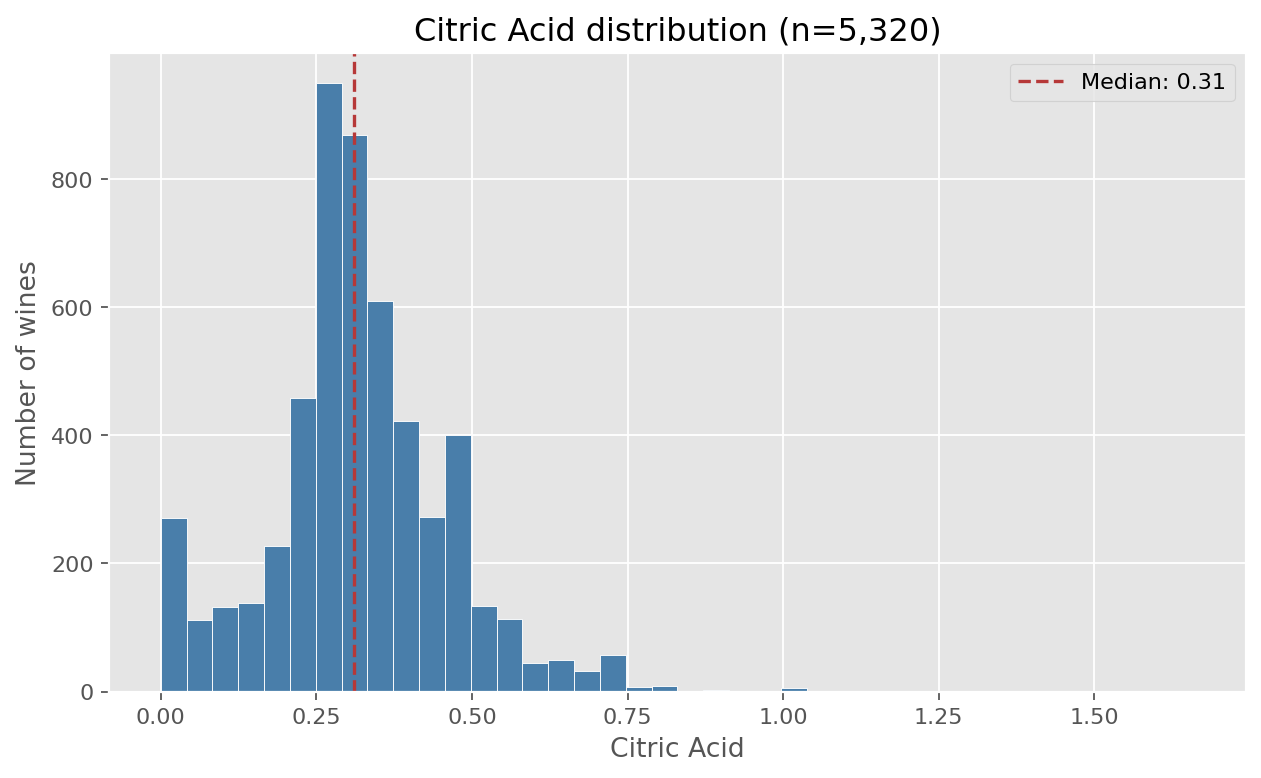 Citric Acid distribution (n=5,320)
Median: 0.31
Number of wines
800
600
400
200
0
0.00 0.25 0.50 0.75 1.00 1.25 1.50
Citric Acid